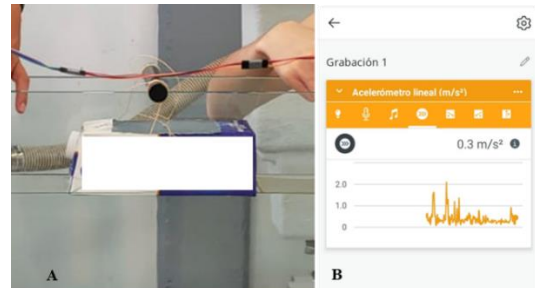 Grabación 1
Acelerómetro lineal (m/s²)
0.3 m/s²
2.0
1.0
0
A
B